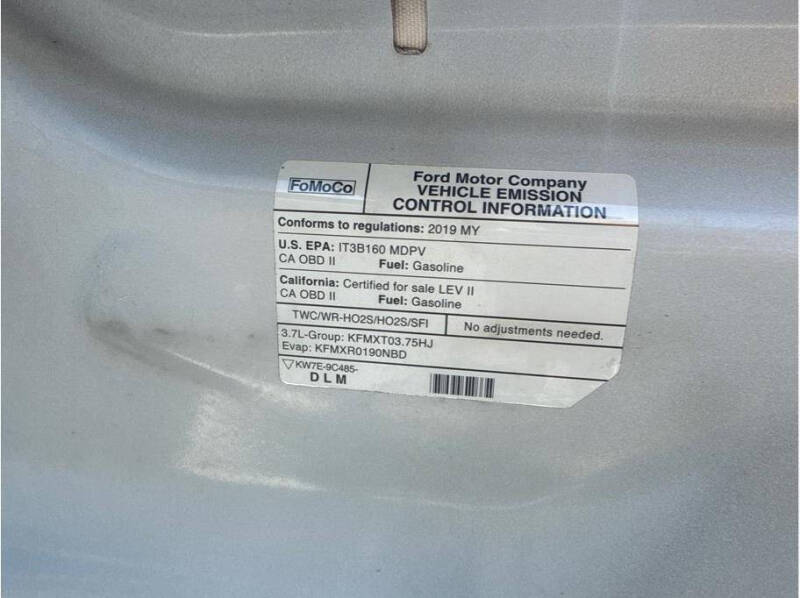 FoMoCo
Ford Motor Company
VEHICLE EMISSION
CONTROL INFORMATION
Conforms to regulations: 2019 MY
U.S. EPA: IT3B160 MDPV
CA OBD II Fuel: Gasoline
California: Certified for sale LEV II
CA OBD II Fuel: Gasoline
TWC/WR-HO2S/HO2S/SFI
No adjustments needed.
3.7L-Group: KFMXT03.75HJ
Evap: KFMXR0190NBD
KW7E-9C485-
D L M